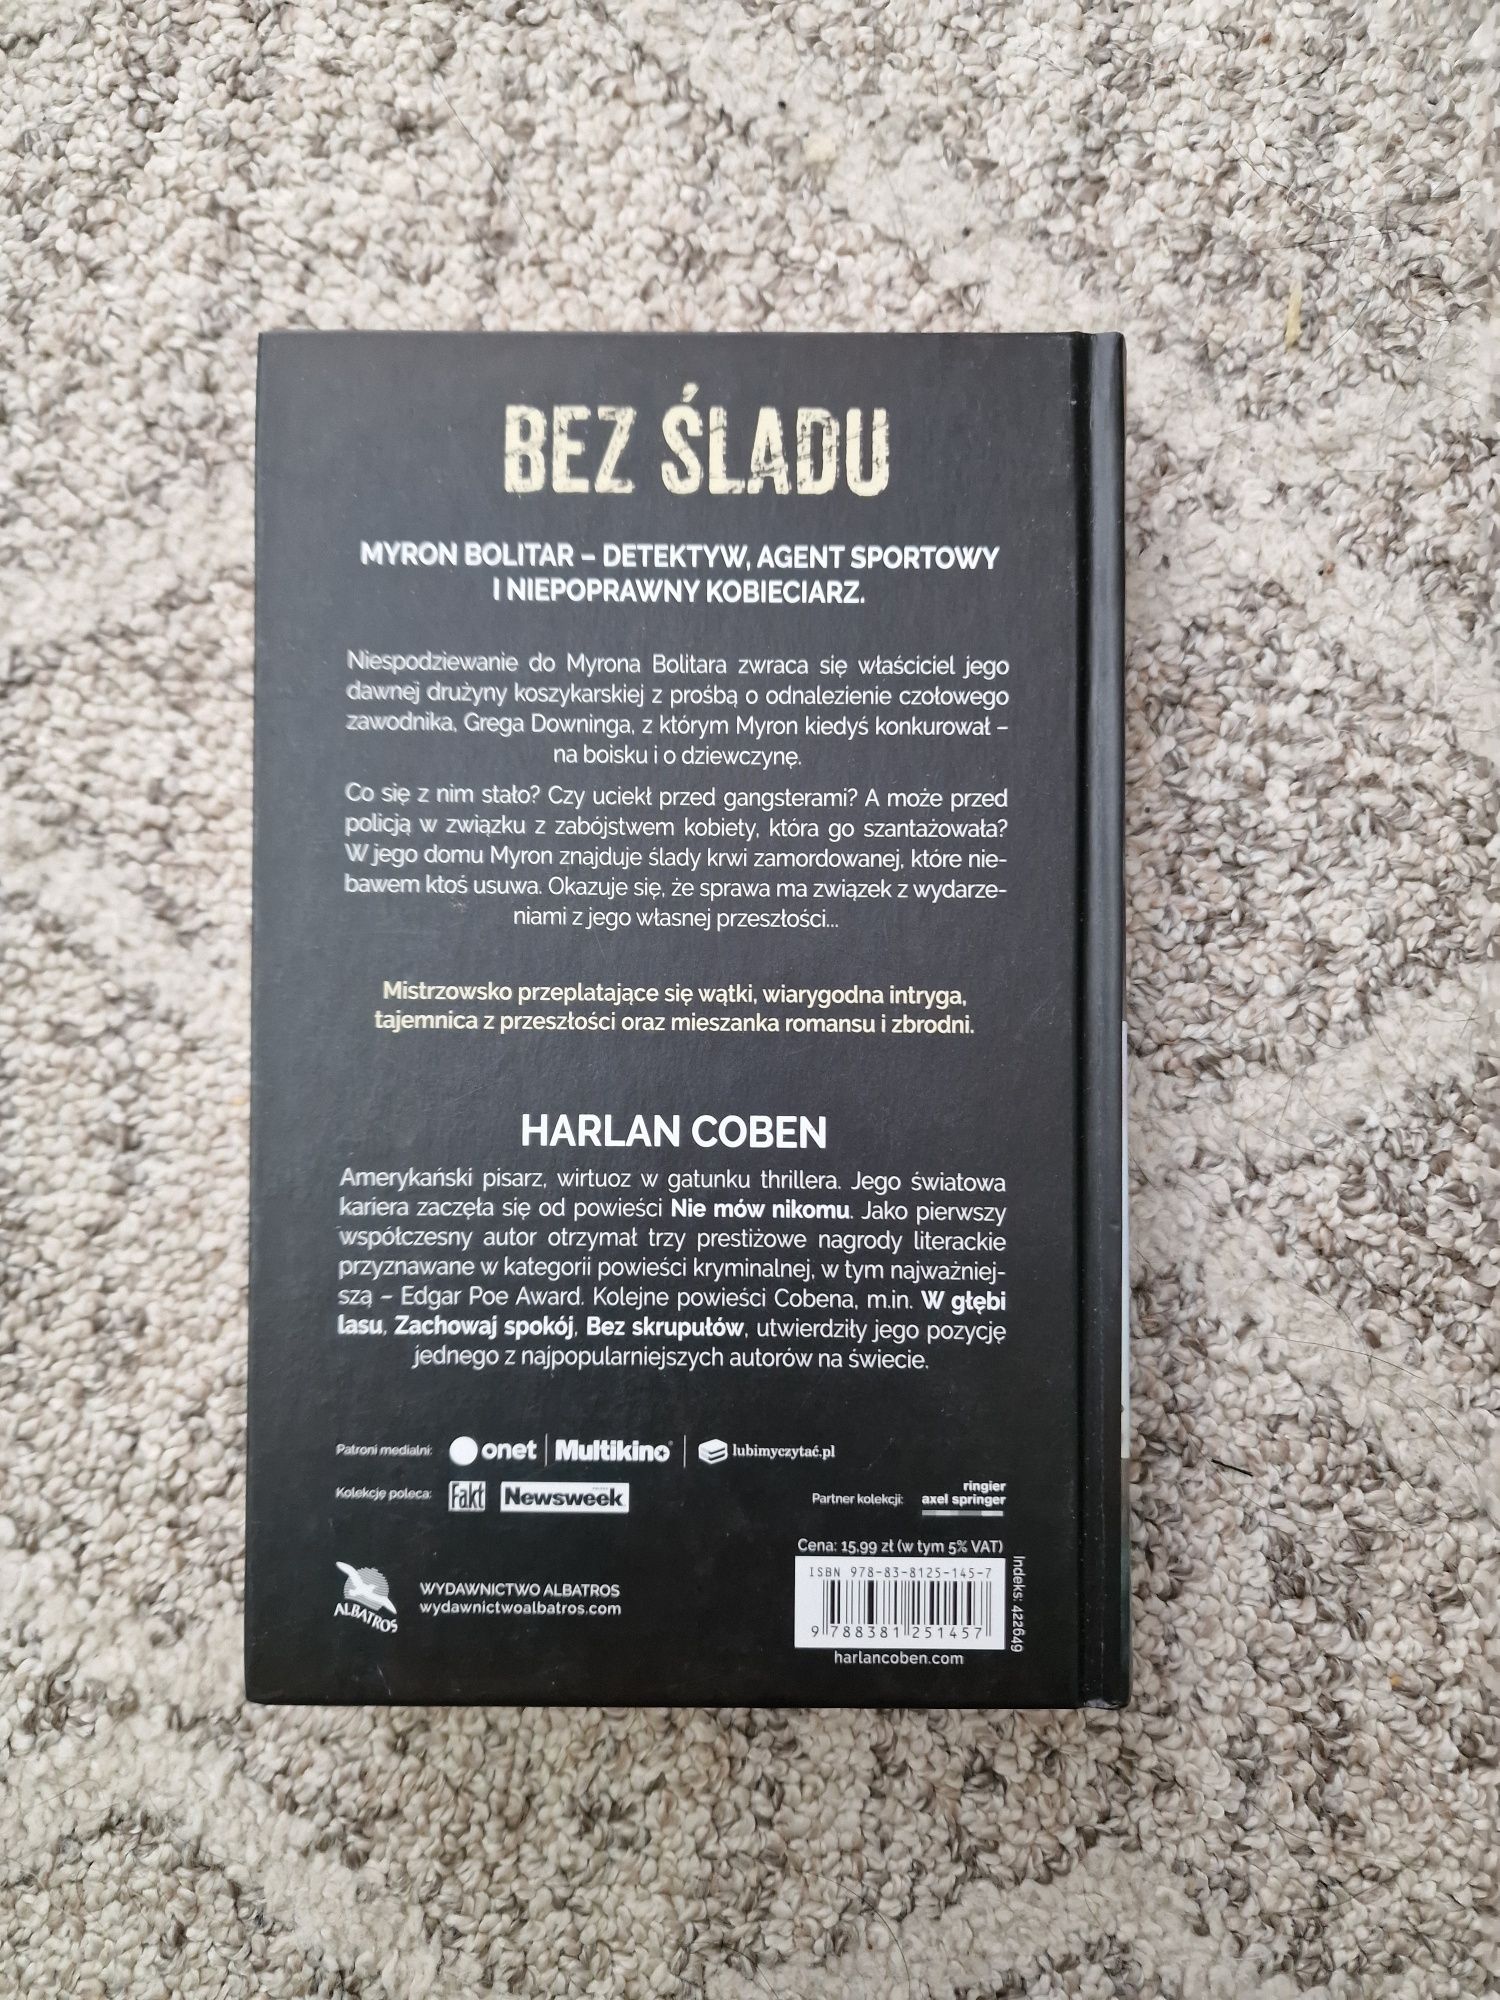 BEZ ŚLADU
MYRON BOLITAR – DETEKTYW, AGENT SPORTOWY
I NIEPOPRAWNY KOBIECIARZ.
Niespodziewanie do Myrona Bolitara zwraca się właściciel jego
dawnej drużyny koszykarskiej z prośbą o odnalezienie czołowego
zawodnika, Grega Downinga, z którym Myron kiedyś konkurował –
na boisku i o dziewczynę.
Co się z nim stało? Czy uciekł przed gangsterami? A może przed
policją w związku z zabójstwem kobiety, która go szantażowała?
W jego domu Myron znajduje ślady krwi zamordowanej, które nie-
bawem ktoś usuwa. Okazuje się, że sprawa ma związek z wydarze-
niami z jego własnej przeszłości...
Mistrzowsko przeplatające się wątki, wiarygodna intryga,
tajemnica z przeszłości oraz mieszanka romansu i zbrodni.
HARLAN COBEN
Amerykański pisarz, wirtuoz w gatunku thrillera. Jego światowa
kariera zaczęła się od powieści Nie mów nikomu. Jako pierwszy
współczesny autor otrzymał trzy prestiżowe nagrody literackie
przyznawane w kategorii powieści kryminalnej, w tym najważniej-
szą – Edgar Poe Award. Kolejne powieści Cobena, m.in. W głębi
lasu, Zachowaj spokój, Bez skrupułów, utwierdziły jego pozycję
jednego z najpopularniejszych autorów na świecie.
Patroni medialni: onet Multikino lubimyczytać.pl
Kolekcję poleca: Fakt Newsweek
Partner kolekcji: ringier
axel springer
Cena: 15,99 zł (w tym 5% VAT)
ISBN 978-83-8125-145-7
9 788381 251457
harlancoben.com
Indeks: 422649
ALBATROS
WYDAWNICTWO ALBATROS
wydawnictwoalbatros.com